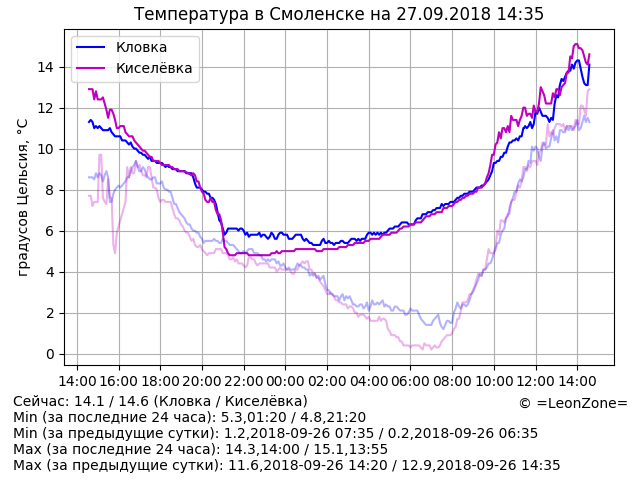 Температура в Смоленске на 27.09.2018 14:35
Кловка
Киселёвка
градусов Цельсия, °C
14
12
10
8
6
4
2
0
14:00 16:00 18:00 20:00 22:00 00:00 02:00 04:00 06:00 08:00 10:00 12:00 14:00
Сейчас: 14.1 / 14.6 (Кловка / Киселёвка)
© =LeonZone=
Min (за последние 24 часа): 5.3,01:20 / 4.8,21:20
Min (за предыдущие сутки): 1.2,2018-09-26 07:35 / 0.2,2018-09-26 06:35
Max (за последние 24 часа): 14.3,14:00 / 15.1,13:55
Max (за предыдущие сутки): 11.6,2018-09-26 14:20 / 12.9,2018-09-26 14:35